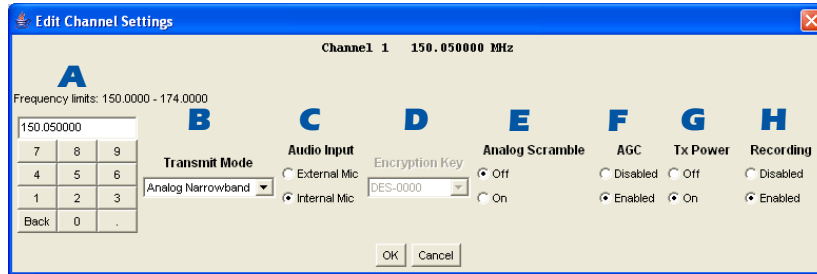 Edit Channel Settings
Channel 1 150.050000 MHz
A
Frequency limits: 150.0000 - 174.0000
150.050000
7 8 9
4 5 6
1 2 3
Back 0 .
B
Transmit Mode
Analog Narrowband
C
Audio Input
External Mic
Internal Mic
D
Encryption Key
DES-0000
E
Analog Scramble
Off
On
F
AGC
Disabled
Enabled
G
Tx Power
Off
On
H
Recording
Disabled
Enabled
OK Cancel